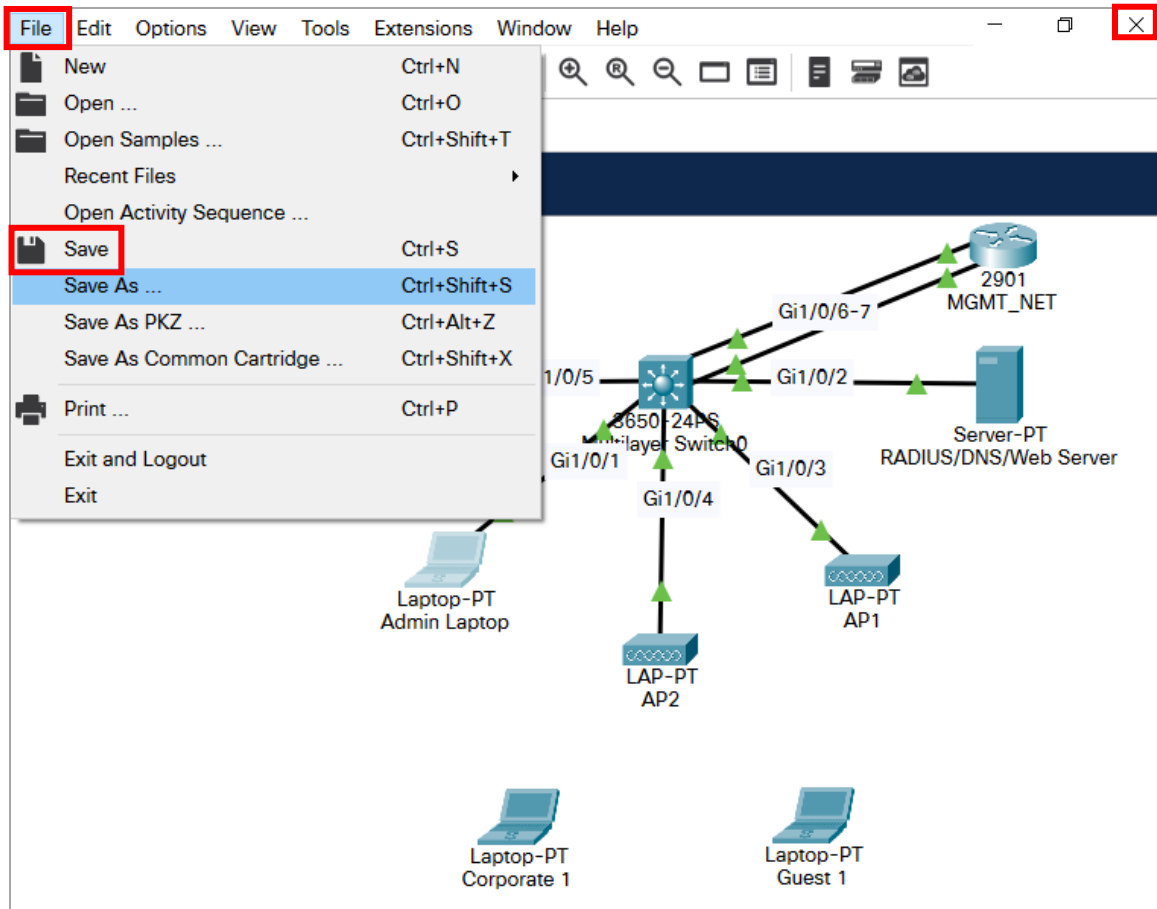 File Edit Options View Tools Extensions Window Help
New Ctrl+N
Open ... Ctrl+O
Open Samples ... Ctrl+Shift+T
Recent Files
Open Activity Sequence ...
Save Ctrl+S
Save As ... Ctrl+Shift+S
Save As PKZ ... Ctrl+Alt+Z
Save As Common Cartridge ... Ctrl+Shift+X
Print ... Ctrl+P
Exit and Logout
Exit
2901
MGMT_NET
Gi1/0/6-7
1/0/5
Gi1/0/2
3650-24PS
Multilayer Switch0
Server-PT
RADIUS/DNS/Web Server
Gi1/0/1
Gi1/0/3
Gi1/0/4
Laptop-PT
Admin Laptop
LAP-PT
AP1
LAP-PT
AP2
Laptop-PT
Corporate 1
Laptop-PT
Guest 1